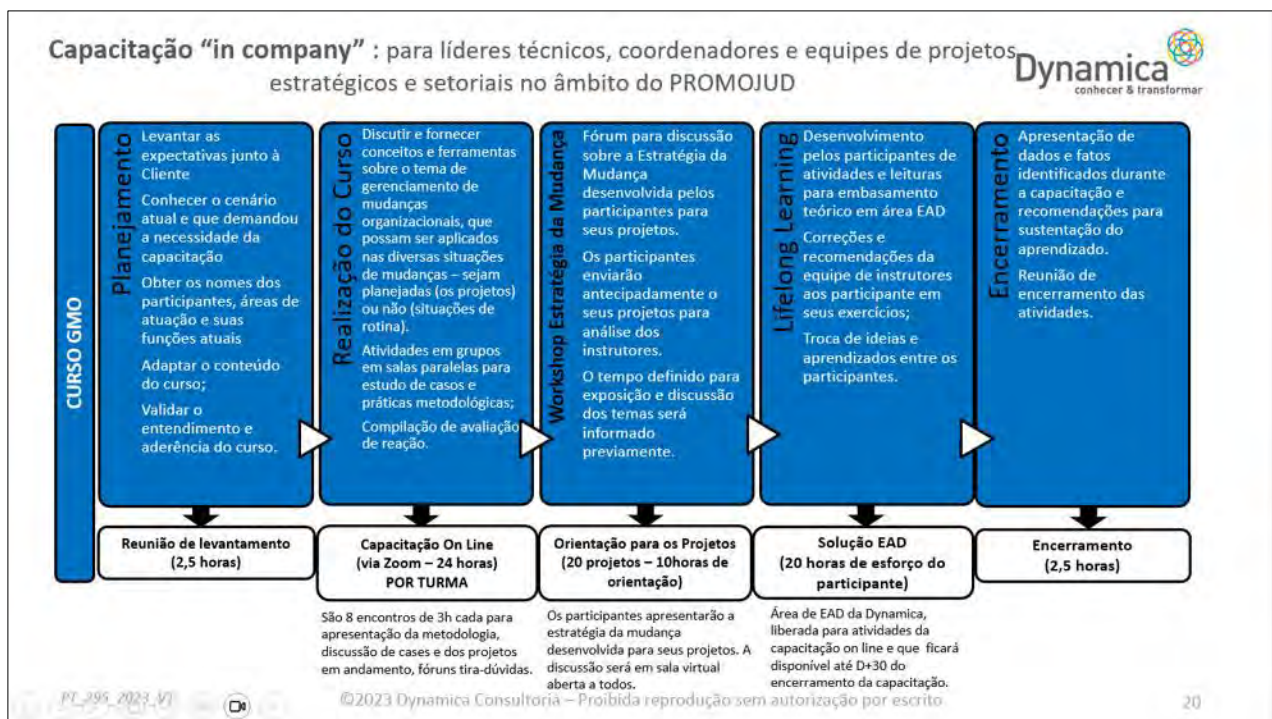 Capacitação “in company” : para líderes técnicos, coordenadores e equipes de projetos
estratégicos e setoriais no âmbito do PROMOJUD
Dynamica
conhecer & transformar
CURSO GMO
Planejamento
Levantar as
expectativas junto à
Cliente
Conhecer o cenário
atual e que demandou
a necessidade da
capacitação
Obter os nomes dos
participantes, áreas de
atuação e suas
funções atuais
Adaptar o conteúdo
do curso;
Validar o
entendimento e
aderência do curso.
Realização do Curso
Discutir e fornecer
conceitos e ferramentas
sobre o tema de
gerenciamento de
mudanças
organizacionais, que
possam ser aplicados
nas diversas situações
de mudanças – sejam
planejadas (os projetos)
ou não (situações de
rotina).
Atividades em grupos
em salas paralelas para
estudo de casos e
práticas metodológicas;
Compilação de avaliação
de reação.
Workshop Estratégia da Mudança
Fórum para discussão
sobre a Estratégia da
Mudança
desenvolvida pelos
participantes para
seus projetos.
Os participantes
enviarão
antecipadamente o
seus projetos para
análise dos
instrutores.
O tempo definido para
exposição e discussão
dos temas será
informado
previamente.
Lifelong Learning
Desenvolvimento
pelos participantes de
atividades e leituras
para embasamento
teórico em área EAD
Correções e
recomendações da
equipe de instrutores
aos participante em
seus exercícios;
Troca de ideias e
aprendizados entre os
participantes.
Encerramento
Apresentação de
dados e fatos
identificados durante
a capacitação e
recomendações para
sustentação do
aprendizado.
Reunião de
encerramento das
atividades.
Reunião de levantamento
(2,5 horas)
Capacitação On Line
(via Zoom – 24 horas)
POR TURMA
Orientação para os Projetos
(20 projetos – 10horas de
orientação)
Solução EAD
(20 horas de esforço do
participante)
Encerramento
(2,5 horas)
São 8 encontros de 3h cada para
apresentação da metodologia,
discussão de cases e dos projetos
em andamento, fóruns tira-dúvidas.
Os participantes apresentarão a
estratégia da mudança
desenvolvida para seus projetos. A
discussão será em sala virtual
aberta a todos.
Área de EAD da Dynamica,
liberada para atividades da
capacitação on line e que ficará
disponível até D+30 do
encerramento da capacitação.
PT_295_2023_V1
©2023 Dynamica Consultoria – Proibida reprodução sem autorização por escrito
20